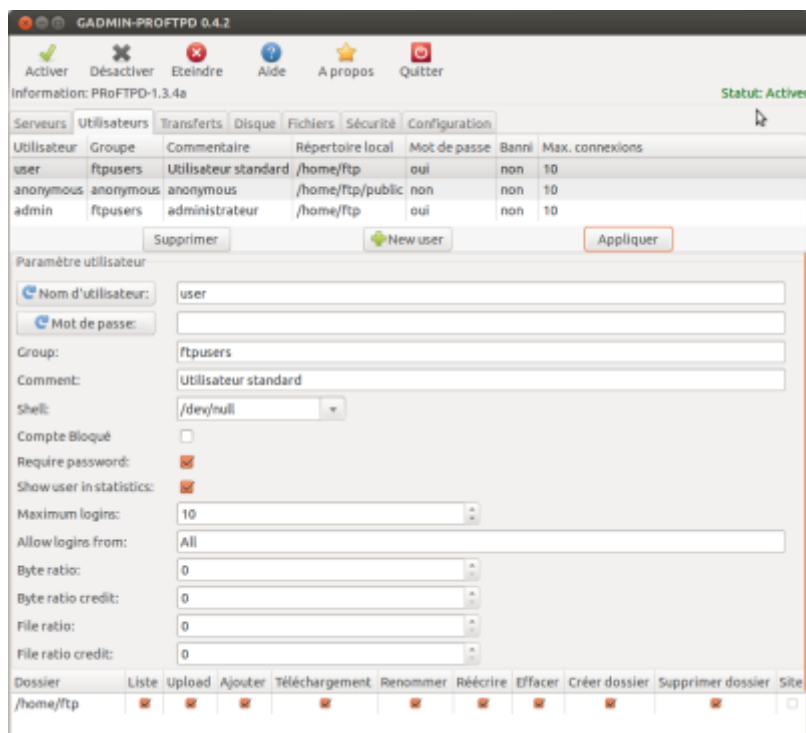 GADMIN-PROFTPD 0.4.2
Activer Désactiver Eteindre Aide A propos Quitter
Information: PRoFTPD-1.3.4a Statut: Activer
Serveurs Utilisateurs Transferts Disque Fichiers Sécurité Configuration
Utilisateur Groupe Commentaire Répertoire local Mot de passe Banni Max. connexions
user ftpusers Utilisateur standard /home/ftp oui non 10
anonymous anonymous anonymous /home/ftp/public non non 10
admin ftpusers administrateur /home/ftp oui non 10
Supprimer New user Appliquer
Paramètre utilisateur
Nom d'utilisateur: user
Mot de passe:
Group: ftpusers
Comment: Utilisateur standard
Shell: /dev/null
Compte Bloqué
Require password:
Show user in statistics:
Maximum logins: 10
Allow logins from: All
Byte ratio: 0
Byte ratio credit: 0
File ratio: 0
File ratio credit: 0
Dossier Liste Upload Ajouter Téléchargement Renommer Réécrire Effacer Créer dossier Supprimer dossier Site
/home/ftp